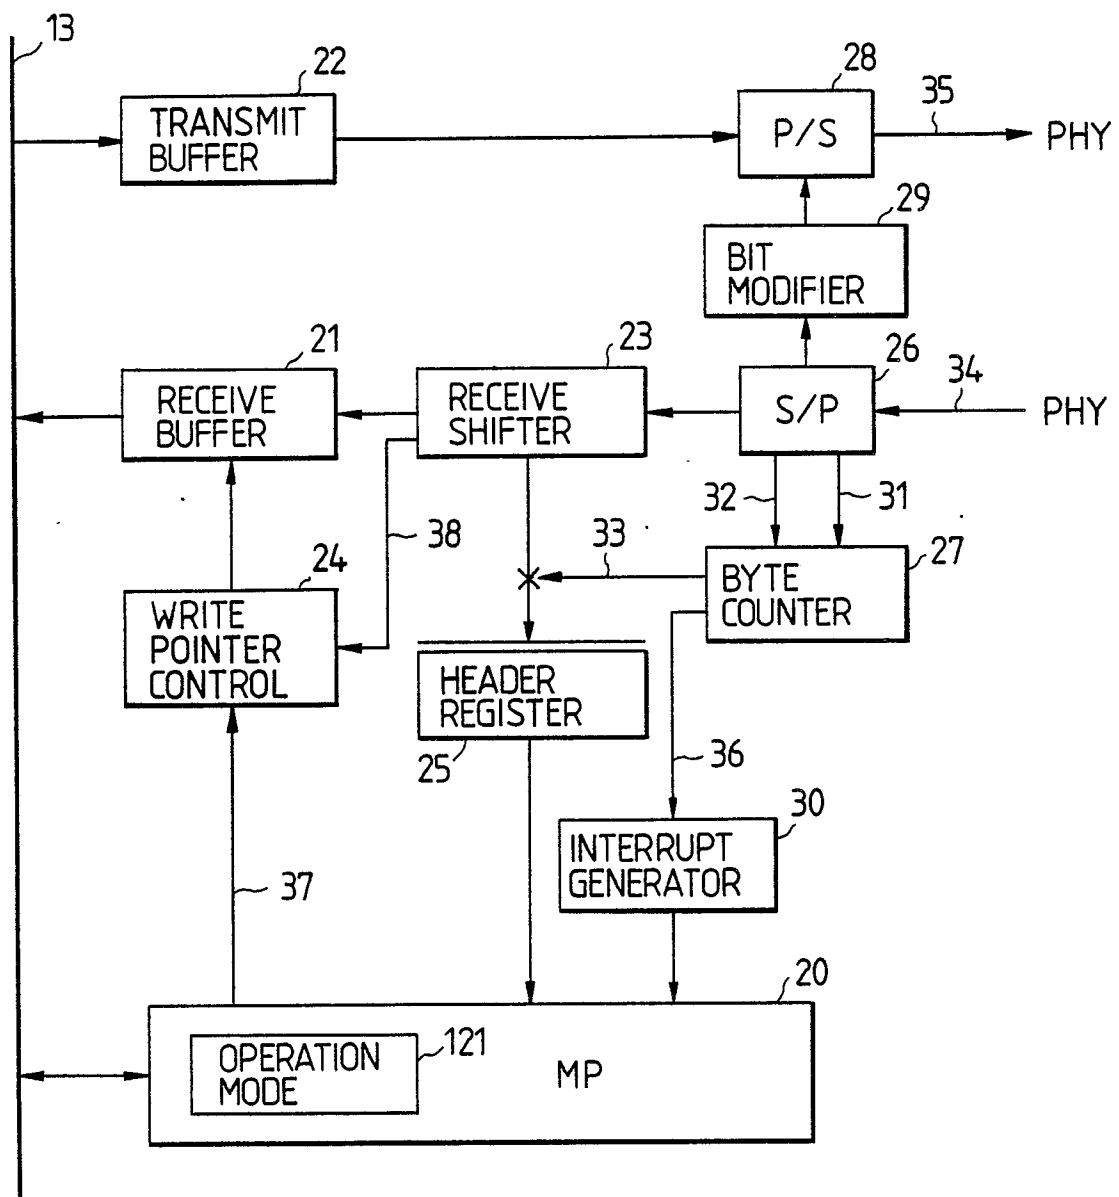 13
22
28
35
TRANSMIT
BUFFER
P/S
PHY
29
BIT
MODIFIER
21
23
26
34
RECEIVE
BUFFER
RECEIVE
SHIFTER
S/P
PHY
32
31
38
33
27
24
BYTE
COUNTER
WRITE
POINTER
CONTROL
HEADER
REGISTER
25
36
30
INTERRUPT
GENERATOR
37
20
121
OPERATION
MODE
MP